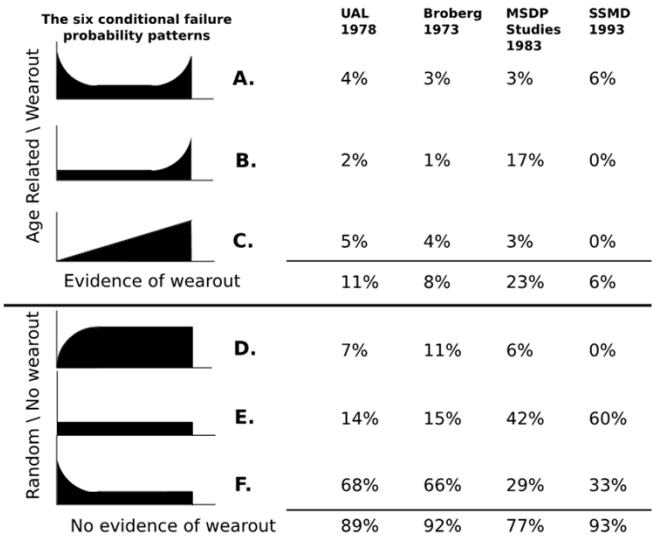 The six conditional failure
probability patterns
UAL
1978
Broberg
1973
MSDP
Studies
1983
SSMD
1993
Age Related \ Wearout
A. 4% 3% 3% 6%
B. 2% 1% 17% 0%
C. 5% 4% 3% 0%
Evidence of wearout 11% 8% 23% 6%
Random \ No wearout
D. 7% 11% 6% 0%
E. 14% 15% 42% 60%
F. 68% 66% 29% 33%
No evidence of wearout 89% 92% 77% 93%